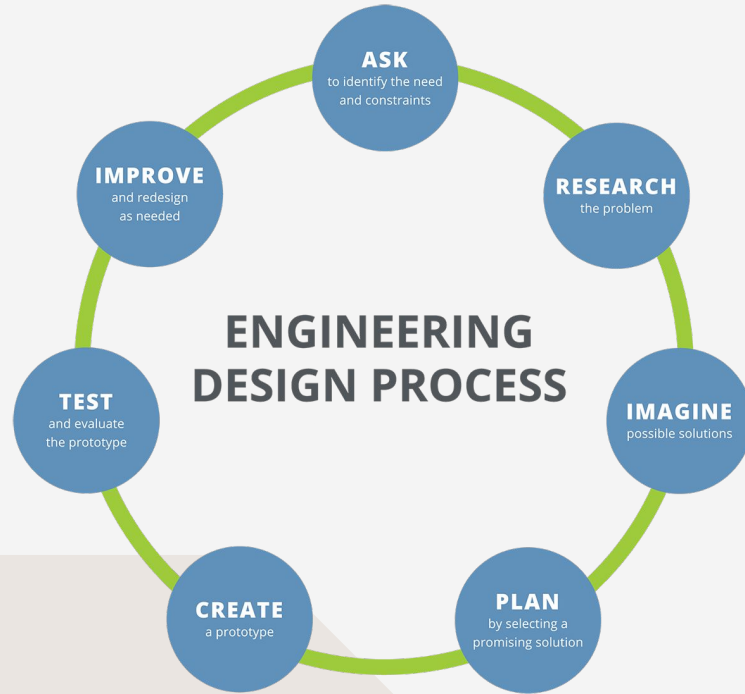 ENGINEERING
DESIGN PROCESS
ASK
to identify the need
and constraints
RESEARCH
the problem
IMAGINE
possible solutions
PLAN
by selecting a
promising solution
CREATE
a prototype
TEST
and evaluate
the prototype
IMPROVE
and redesign
as needed